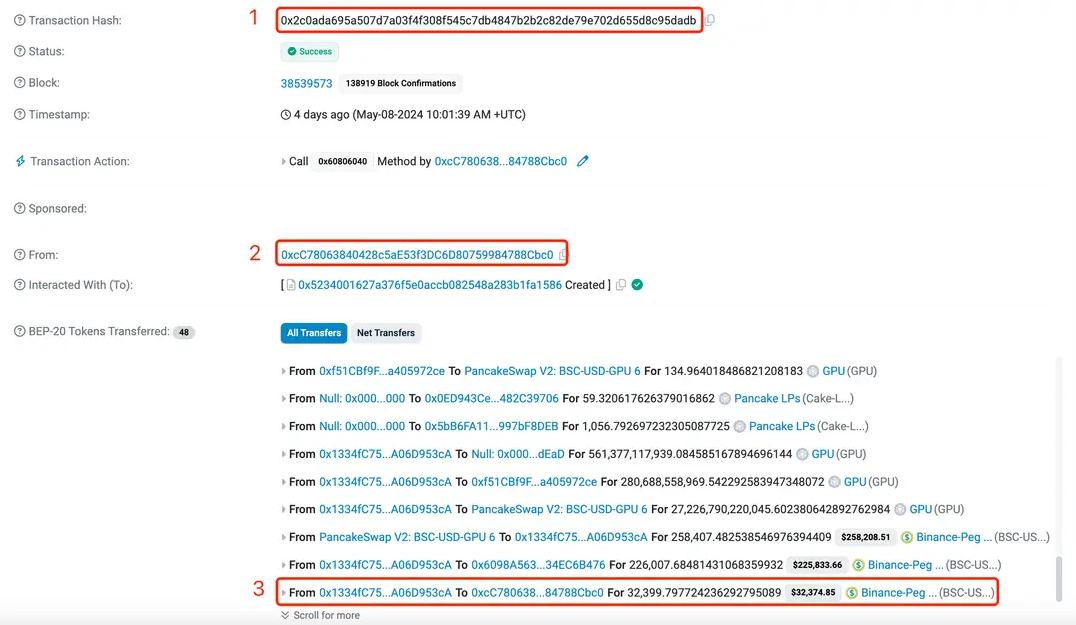 Transaction Hash: 1 0x2c0ada695a507d7a03f4f308f545c7db4847b2b2c82de79e702d655d8c95dadb
Status: Success
Block: 38539573 138919 Block Confirmations
Timestamp: 4 days ago (May-08-2024 10:01:39 AM +UTC)
Transaction Action: Call 0x60806040 Method by 0xcC780638...84788Cbc0
Sponsored:
From: 2 0xcC78063840428c5aE53f3DC6D80759984788Cbc0
Interacted With (To): [ 0x5234001627a376f5e0accb082548a283b1fa1586 Created ]
BEP-20 Tokens Transferred: 48 All Transfers Net Transfers
From 0xf51CBf9F...a405972ce To PancakeSwap V2: BSC-USD-GPU 6 For 134.964018486821208183 GPU (GPU)
From Null: 0x000...000 To 0x0ED943Ce...482C39706 For 59.320617626379016862 Pancake LPs (Cake-L...)
From Null: 0x000...000 To 0x5bB6FA11...997bF8DEB For 1,056.792697232305087725 Pancake LPs (Cake-L...)
From 0x1334fC75...A06D953cA To Null: 0x000...dEaD For 561,377,117,939.084585167894696144 GPU (GPU)
From 0x1334fC75...A06D953cA To 0xf51CBf9F...a405972ce For 280,688,558,969.542292583947348072 GPU (GPU)
From 0x1334fC75...A06D953cA To PancakeSwap V2: BSC-USD-GPU 6 For 27,226,790,220,045.602380642892762984 GPU (GPU)
From PancakeSwap V2: BSC-USD-GPU 6 To 0x1334fC75...A06D953cA For 258,407.482538546976394409 $258,208.51 Binance-Peg ... (BSC-US...)
From 0x1334fC75...A06D953cA To 0x6098A563...34EC6B476 For 226,007.68481431068359932 $225,833.66 Binance-Peg ... (BSC-US...)
3 From 0x1334fC75...A06D953cA To 0xcC780638...84788Cbc0 For 32,399.797724236292795089 $32,374.85 Binance-Peg ... (BSC-US...)
Scroll for more